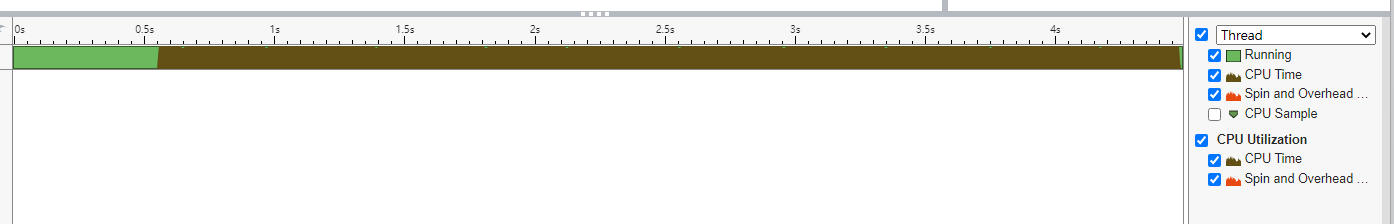 0s 0.5s 1s 1.5s 2s 2.5s 3s 3.5s 4s
Thread
Running
CPU Time
Spin and Overhead ...
CPU Sample
CPU Utilization
CPU Time
Spin and Overhead ...